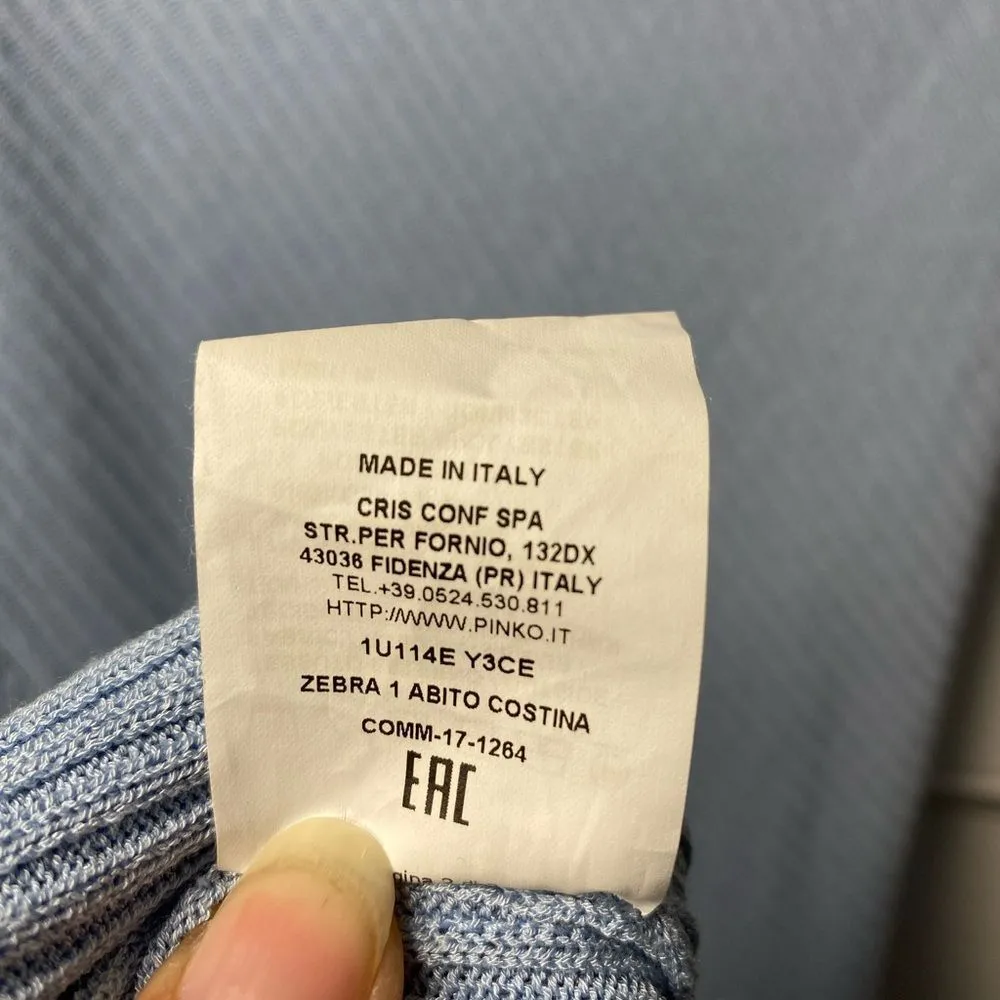 MADE IN ITALY
CRIS CONF SPA
STR.PER FORNIO, 132DX
43036 FIDENZA (PR) ITALY
TEL.+39.0524.530.811
HTTP://WWW.PINKO.IT
1U114E Y3CE
ZEBRA 1 ABITO COSTINA
COMM-17-1264
EAC